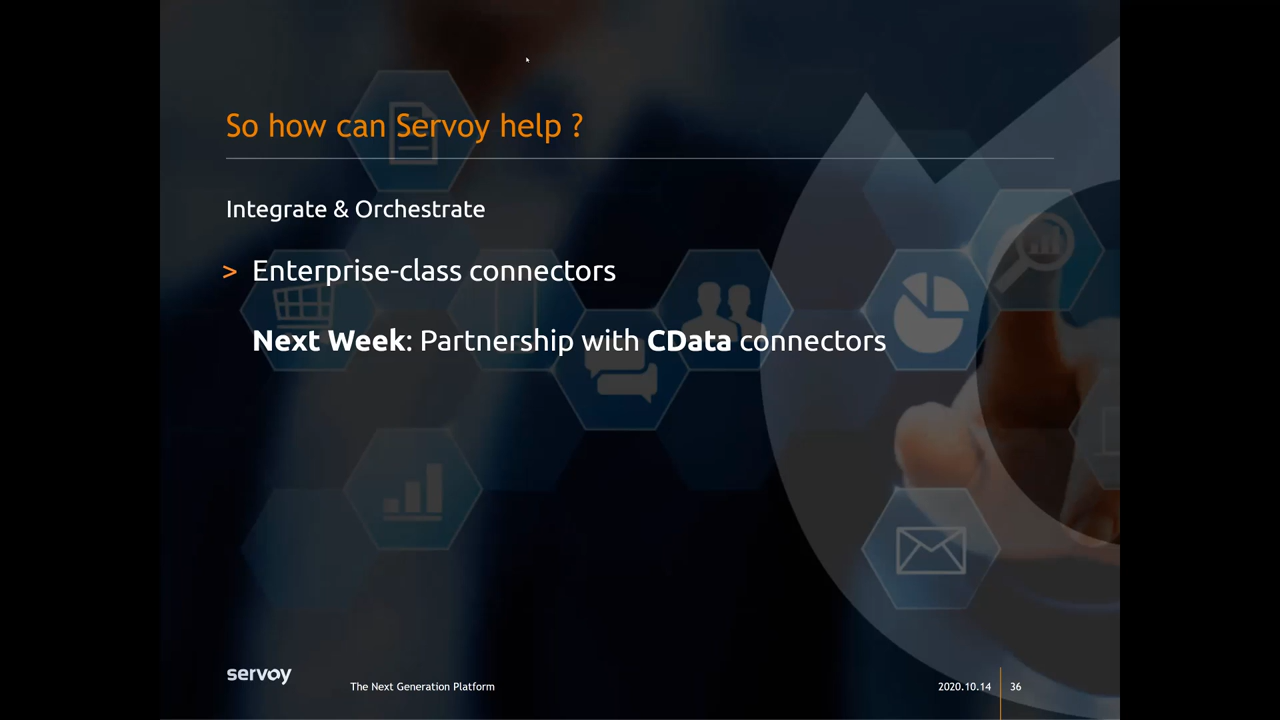 So how can Servoy help ?
Integrate & Orchestrate
> Enterprise-class connectors
Next Week: Partnership with CData connectors
servoy
The Next Generation Platform
2020.10.14
36